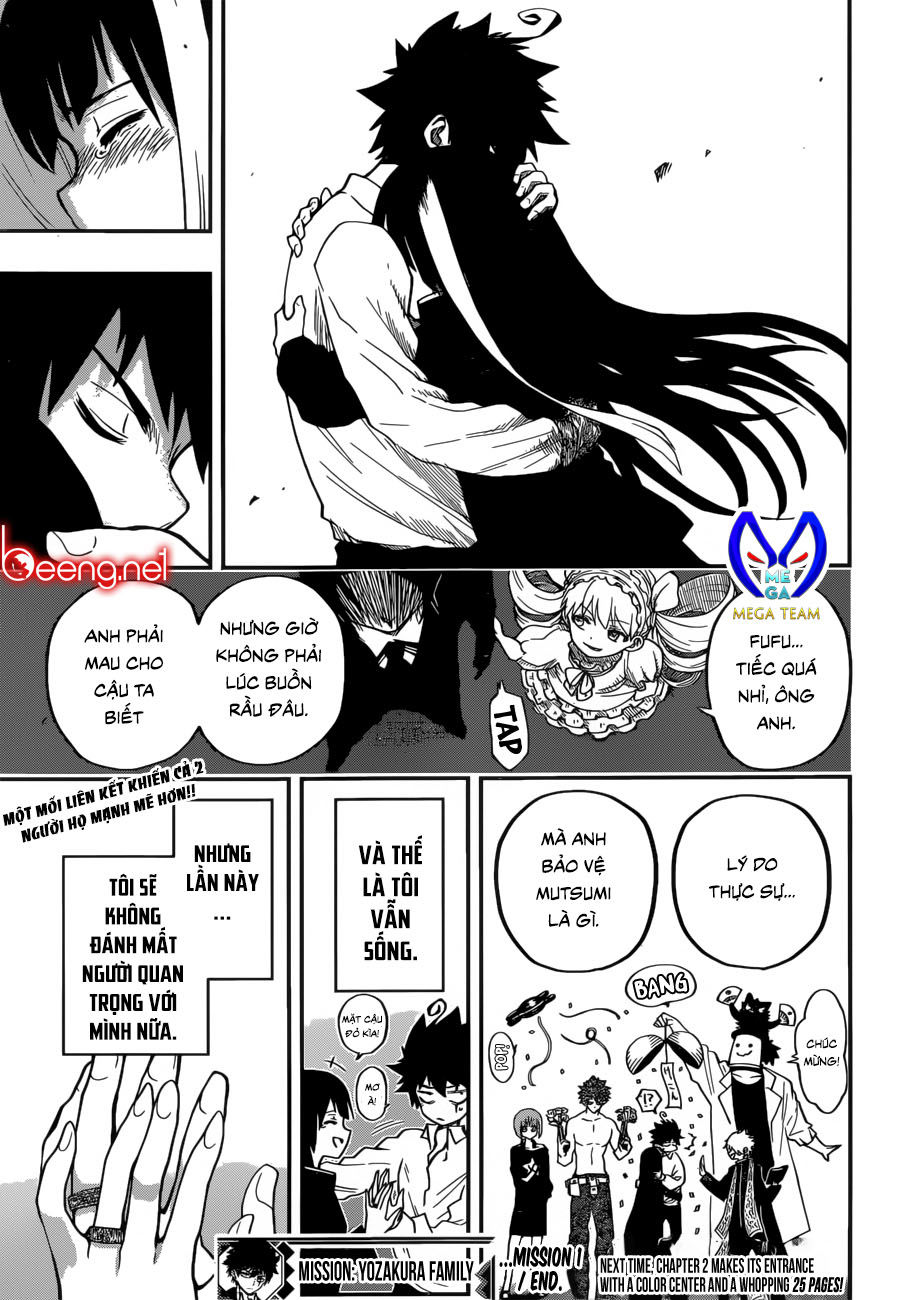 beeng.net
MEGA
MEGA TEAM
FUFU...
TIẾC QUÁ
NHỈ, ÔNG
ANH.
TAP
NHƯNG GIỜ
KHÔNG PHẢI
LÚC BUỒN
RẦU ĐÂU.
ANH PHẢI
MAU CHO
CẬU TA
BIẾT
LÝ DO
THỰC SỰ...
MÀ ANH
BẢO VỆ
MUTSUMI
LÀ GÌ.
BANG
CHÚC
MỪNG!
POP!
!?
VÀ THẾ
LÀ TÔI
VẪN
SỐNG.
MẶT CẬU
ĐỎ KÌA!
MƠ
À!
MỘT MỐI LIÊN KẾT KHIẾN CẢ 2
NGƯỜI HỌ MẠNH MẼ HƠN!!
NHƯNG
LẦN NÀY
...
TÔI SẼ
KHÔNG
ĐÁNH MẤT
NGƯỜI QUAN
TRỌNG VỚI
MÌNH NỮA.
MISSION: YOZAKURA FAMILY
...MISSION 1
/ END.
NEXT TIME. CHAPTER 2 MAKES ITS ENTRANCE
WITH A COLOR CENTER AND A WHOPPING 25 PAGES!